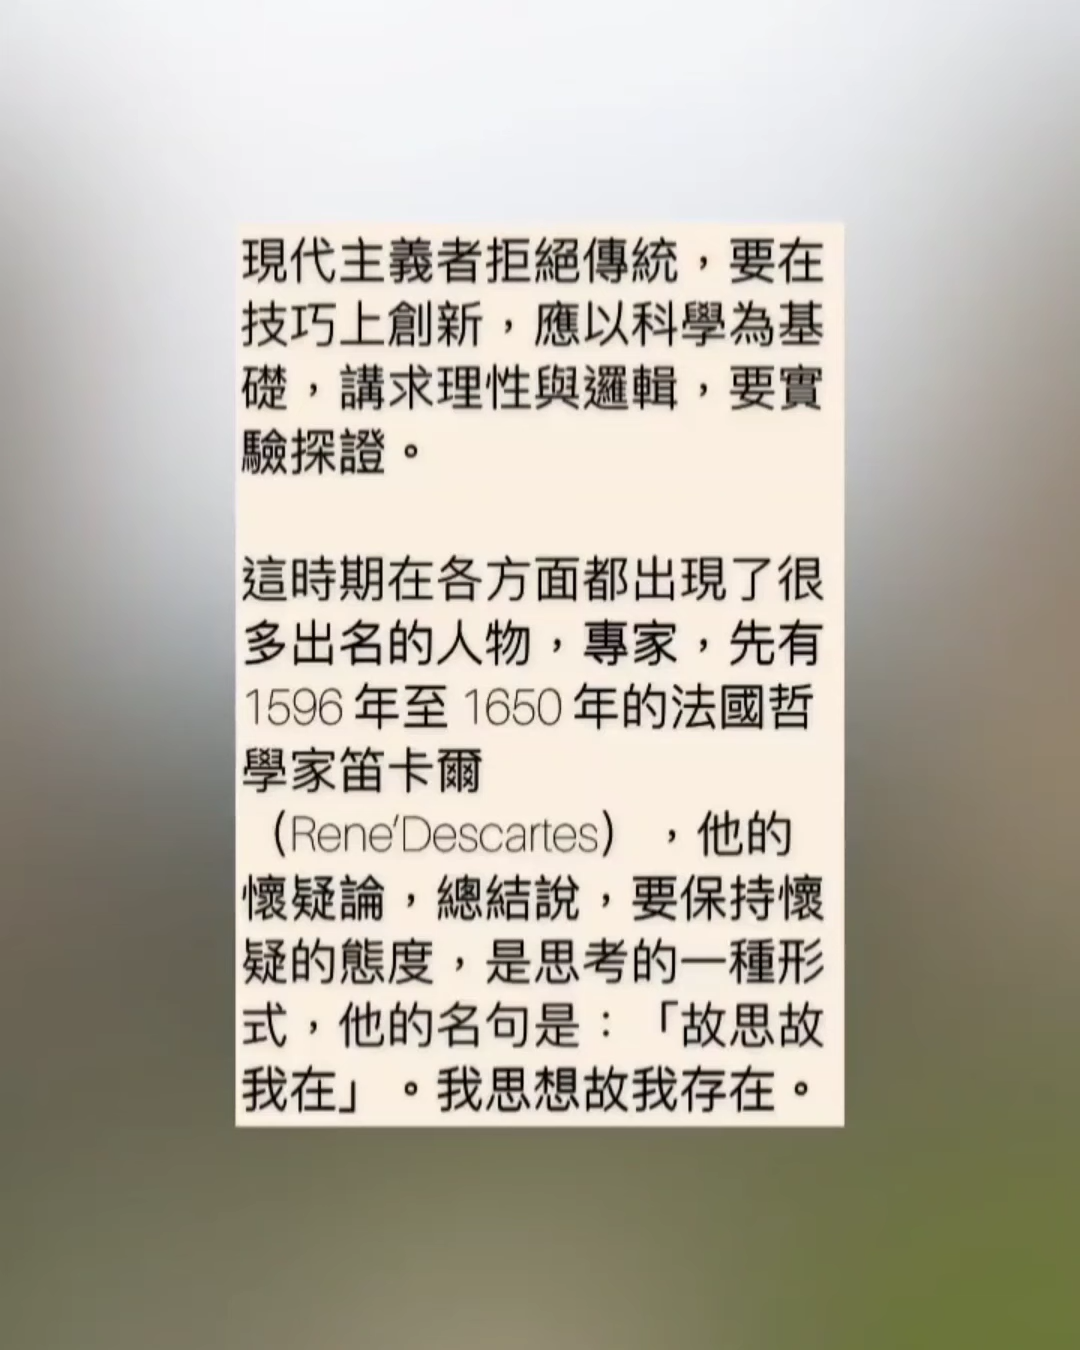 現代主義者拒絕傳統，要在
技巧上創新，應以科學為基
礎，講求理性與邏輯，要實
驗探證。
這時期在各方面都出現了很
多出名的人物，專家，先有
1596 年至 1650 年的法國哲
學家笛卡爾
（Rene’Descartes），他的
懷疑論，總結說，要保持懷
疑的態度，是思考的一種形
式，他的名句是：「故思故
我在」。我思想故我存在。